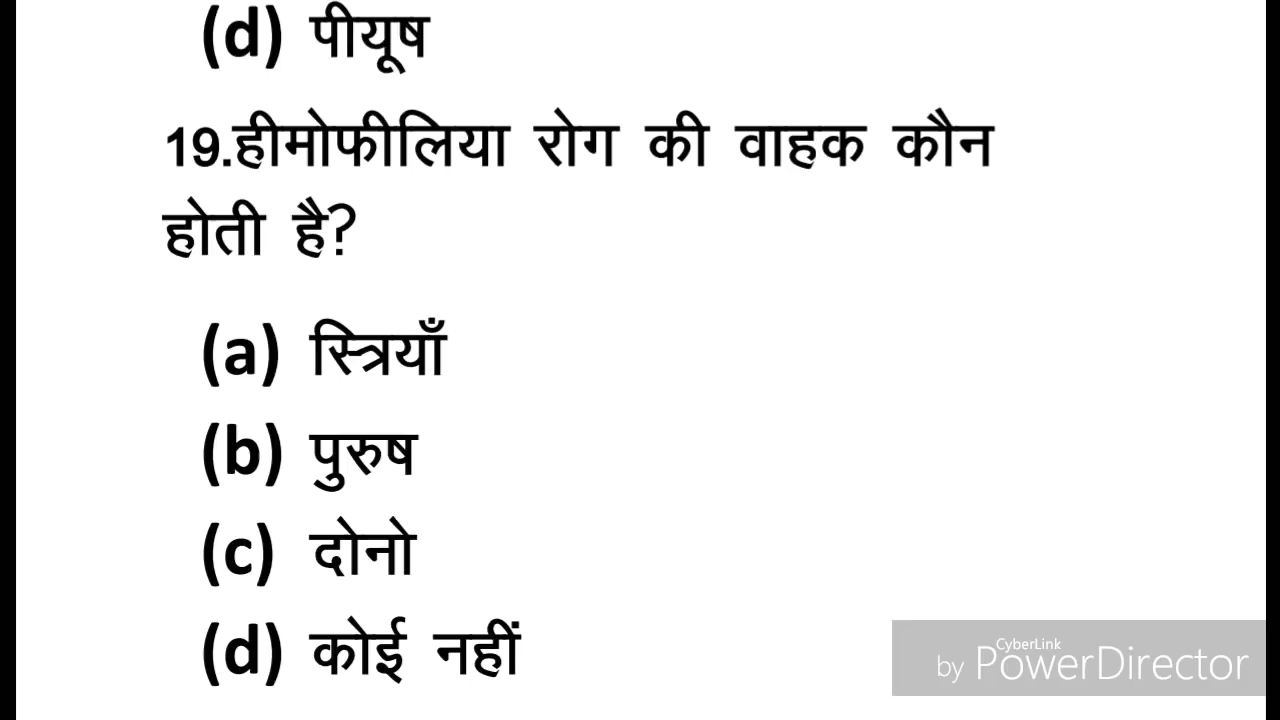 (d) पीयूष
19.हीमोफीलिया रोग की वाहक कौन
होती है?
(a) स्त्रियाँ
(b) पुरुष
(c) दोनो
(d) कोई नहीं
CyberLink
by PowerDirector